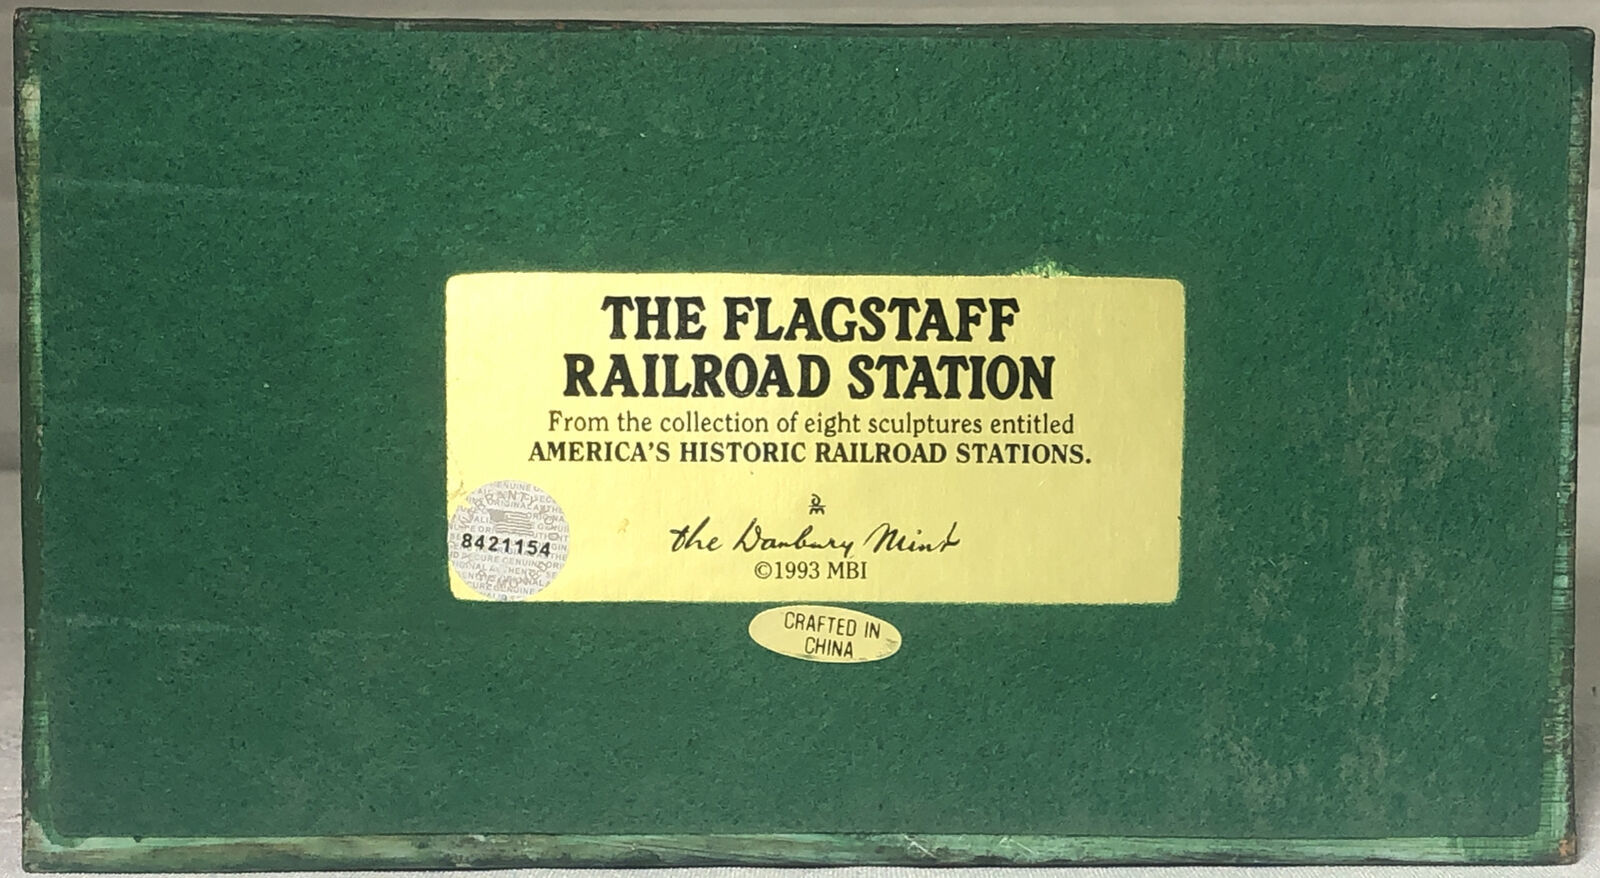 THE FLAGSTAFF
RAILROAD STATION
From the collection of eight sculptures entitled
AMERICA'S HISTORIC RAILROAD STATIONS.
the Danbury Mint
©1993 MBI
8421154
CRAFTED IN
CHINA